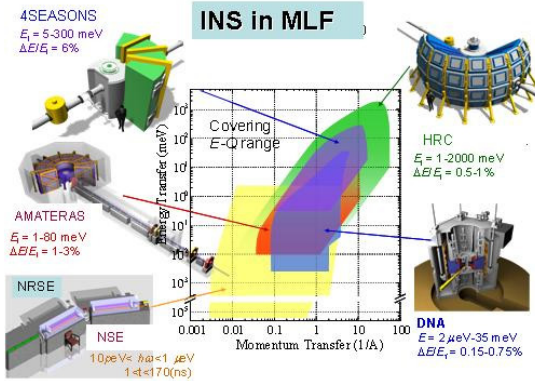 INS in MLF
4SEASONS
Ei = 5-300 meV
ΔE/Ei = 6%
HRC
Ei = 1-2000 meV
ΔE/Ei = 0.5-1%
AMATERAS
Ei = 1-80 meV
ΔE/Ei = 1-3%
DNA
E = 2 μeV-35 meV
ΔE/Ei = 0.15-0.75%
NRSE
NSE
10peV< ħω<1 μeV
1<t<170(ns)
Covering
E-Q range
Energy Transfer (meV)
0.001 0.01 0.1 1 10 100
Momentum Transfer (1/A)